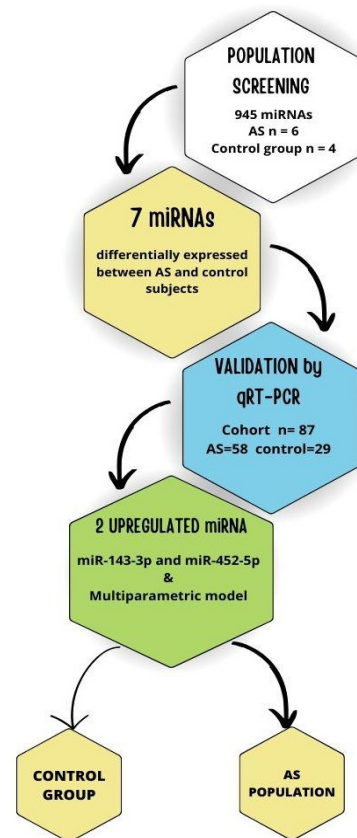 POPULATION
SCREENING
945 miRNAs
AS n = 6
Control group n = 4
7 miRNAs
differentially expressed
between AS and control
subjects
VALIDATION by
qRT-PCR
Cohort n= 87
AS=58 control=29
2 UPREGULATED miRNA
miR-143-3p and miR-452-5p
&
Multiparametric model
CONTROL
GROUP
AS
POPULATION